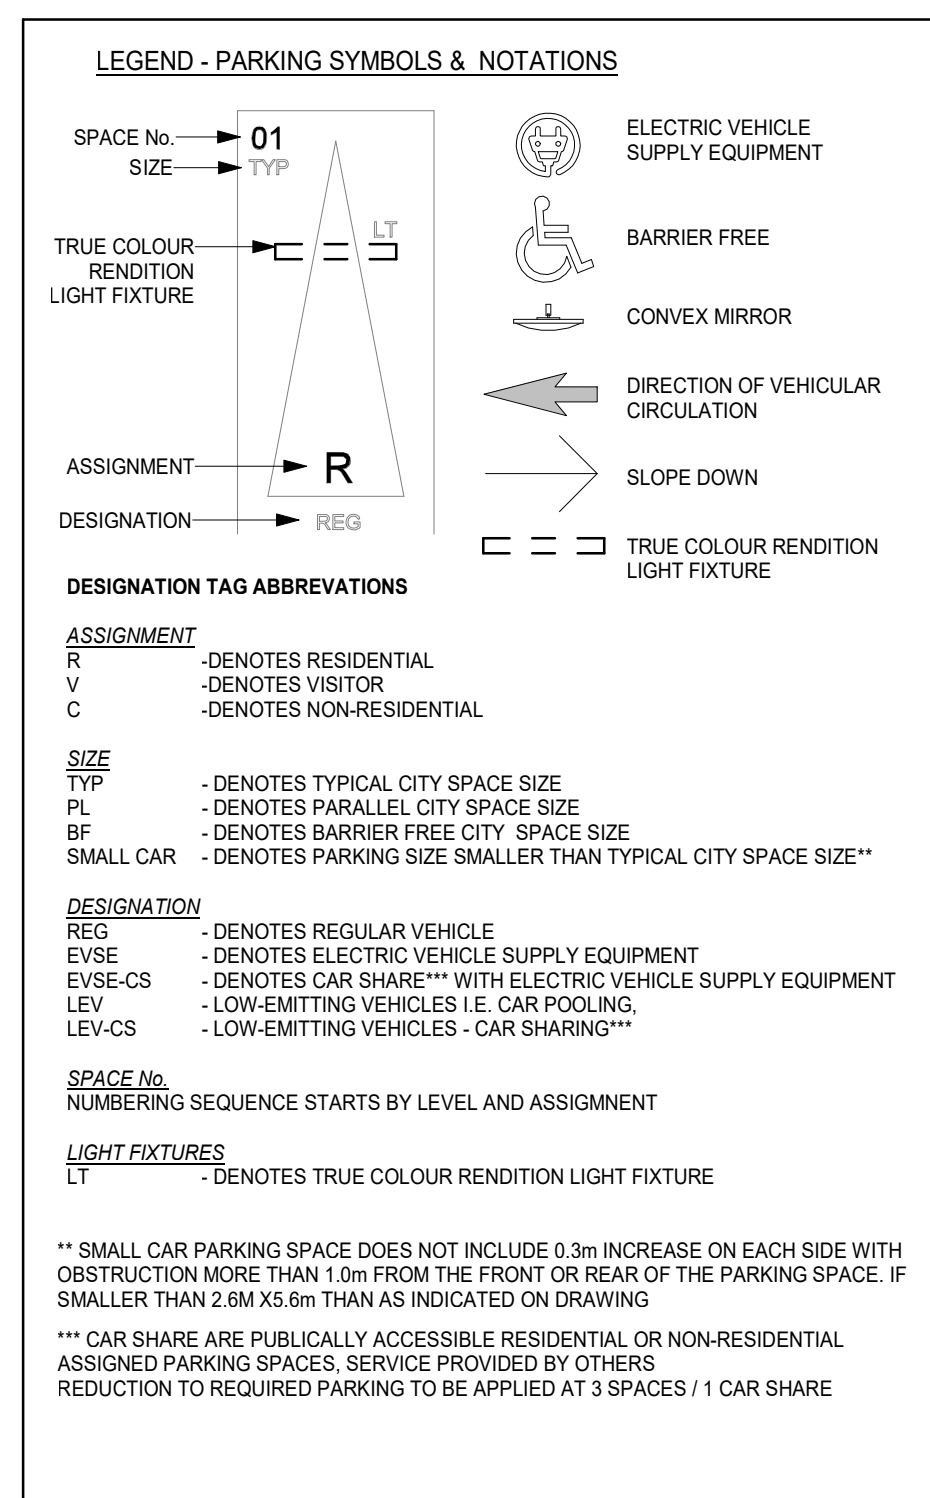 LEGEND - PARKING SYMBOLS & NOTATIONS
SPACE No.
01
SIZE
TYP
LT
TRUE COLOUR
RENDITION
LIGHT FIXTURE
ASSIGNMENT
R
DESIGNATION
REG
ELECTRIC VEHICLE
SUPPLY EQUIPMENT
BARRIER FREE
CONVEX MIRROR
DIRECTION OF VEHICULAR
CIRCULATION
SLOPE DOWN
TRUE COLOUR RENDITION
LIGHT FIXTURE
DESIGNATION TAG ABBREVATIONS
ASSIGNMENT
R -DENOTES RESIDENTIAL
V -DENOTES VISITOR
C -DENOTES NON-RESIDENTIAL
SIZE
TYP - DENOTES TYPICAL CITY SPACE SIZE
PL - DENOTES PARALLEL CITY SPACE SIZE
BF - DENOTES BARRIER FREE CITY SPACE SIZE
SMALL CAR - DENOTES PARKING SIZE SMALLER THAN TYPICAL CITY SPACE SIZE**
DESIGNATION
REG - DENOTES REGULAR VEHICLE
EVSE - DENOTES ELECTRIC VEHICLE SUPPLY EQUIPMENT
EVSE-CS - DENOTES CAR SHARE*** WITH ELECTRIC VEHICLE SUPPLY EQUIPMENT
LEV - LOW-EMITTING VEHICLES I.E. CAR POOLING,
LEV-CS - LOW-EMITTING VEHICLES - CAR SHARING***
SPACE No.
NUMBERING SEQUENCE STARTS BY LEVEL AND ASSIGMNENT
LIGHT FIXTURES
LT - DENOTES TRUE COLOUR RENDITION LIGHT FIXTURE
** SMALL CAR PARKING SPACE DOES NOT INCLUDE 0.3m INCREASE ON EACH SIDE WITH
OBSTRUCTION MORE THAN 1.0m FROM THE FRONT OR REAR OF THE PARKING SPACE. IF
SMALLER THAN 2.6M X5.6m THAN AS INDICATED ON DRAWING
*** CAR SHARE ARE PUBLICALLY ACCESSIBLE RESIDENTIAL OR NON-RESIDENTIAL
ASSIGNED PARKING SPACES, SERVICE PROVIDED BY OTHERS
REDUCTION TO REQUIRED PARKING TO BE APPLIED AT 3 SPACES / 1 CAR SHARE